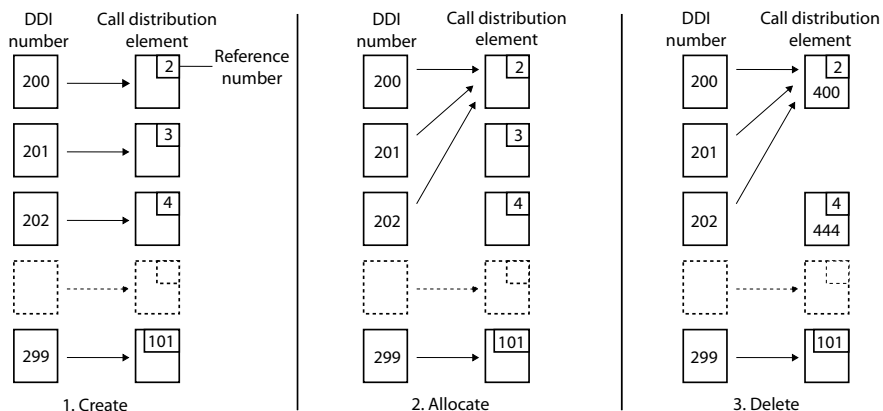 DDI
number
Call distribution
element
Reference
number
200
2
201
3
202
4
299
101
1. Create
DDI
number
Call distribution
element
200
2
201
3
202
4
299
101
2. Allocate
DDI
number
Call distribution
element
200
2
400
201
202
4
444
299
101
3. Delete